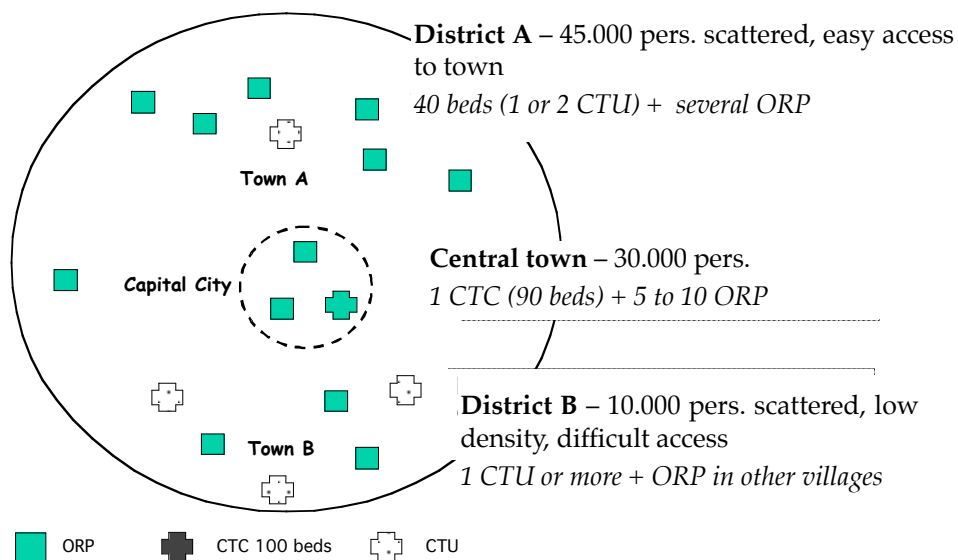 District A – 45.000 pers. scattered, easy access
to town
40 beds (1 or 2 CTU) + several ORP
Town A
Central town – 30.000 pers.
Capital City
1 CTC (90 beds) + 5 to 10 ORP
District B – 10.000 pers. scattered, low
density, difficult access
Town B
1 CTU or more + ORP in other villages
ORP
CTC 100 beds
CTU